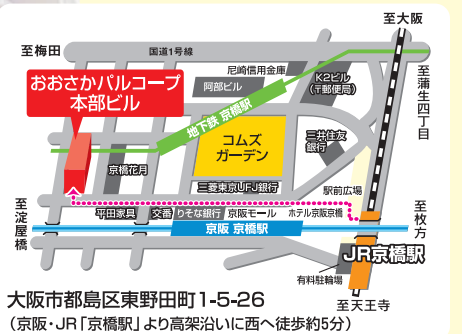 至大阪
至梅田
国道1号線
尼崎信用金庫
K2ビル
(〒郵便局)
阿部ビル
至蒲生四丁目
おおさかパルコープ
本部ビル
地下鉄 京橋駅
コムズ
ガーデン
三井住友
銀行
京橋花月
三菱東京UFJ銀行
駅前広場
至淀屋橋
平田家具
交番
りそな銀行
京阪モール
ホテル京阪京橋
至枚方
京阪 京橋駅
JR京橋駅
有料駐輪場
至天王寺
大阪市都島区東野田町1-5-26
(京阪・JR「京橋駅」より高架沿いに西へ徒歩約5分)